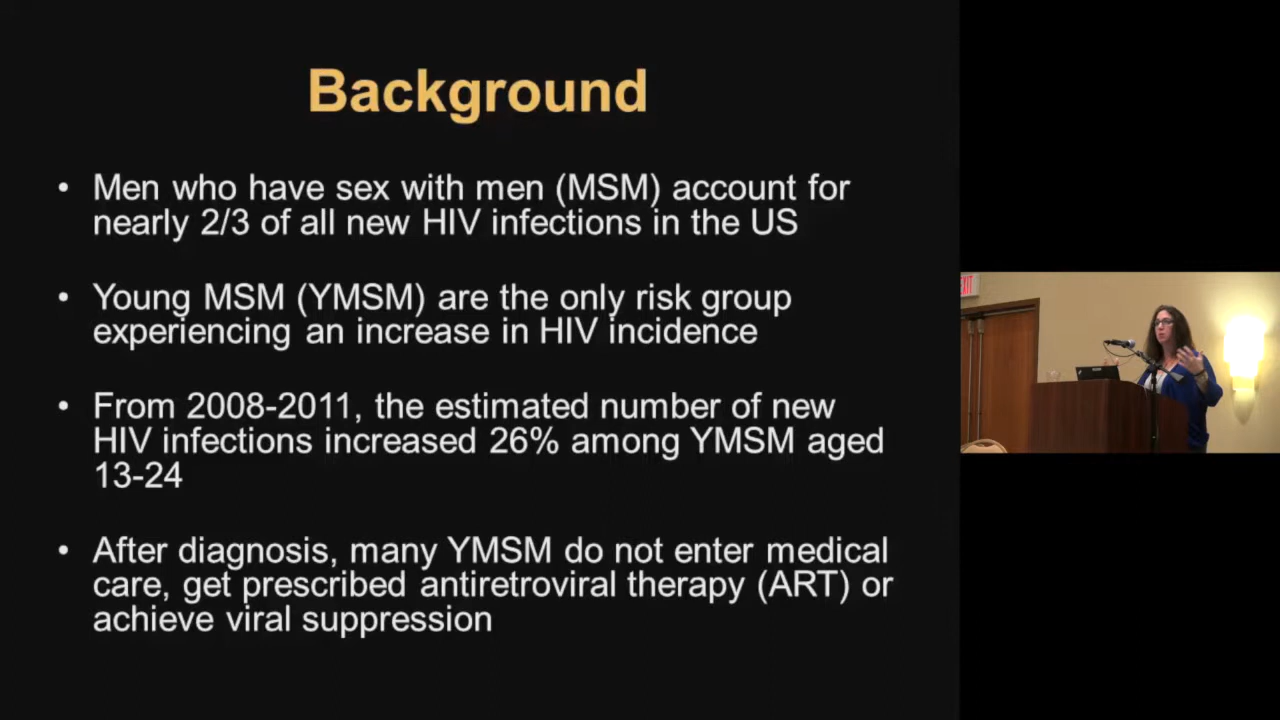 Background
• Men who have sex with men (MSM) account for
nearly 2/3 of all new HIV infections in the US
• Young MSM (YMSM) are the only risk group
experiencing an increase in HIV incidence
• From 2008-2011, the estimated number of new
HIV infections increased 26% among YMSM aged
13-24
• After diagnosis, many YMSM do not enter medical
care, get prescribed antiretroviral therapy (ART) or
achieve viral suppression